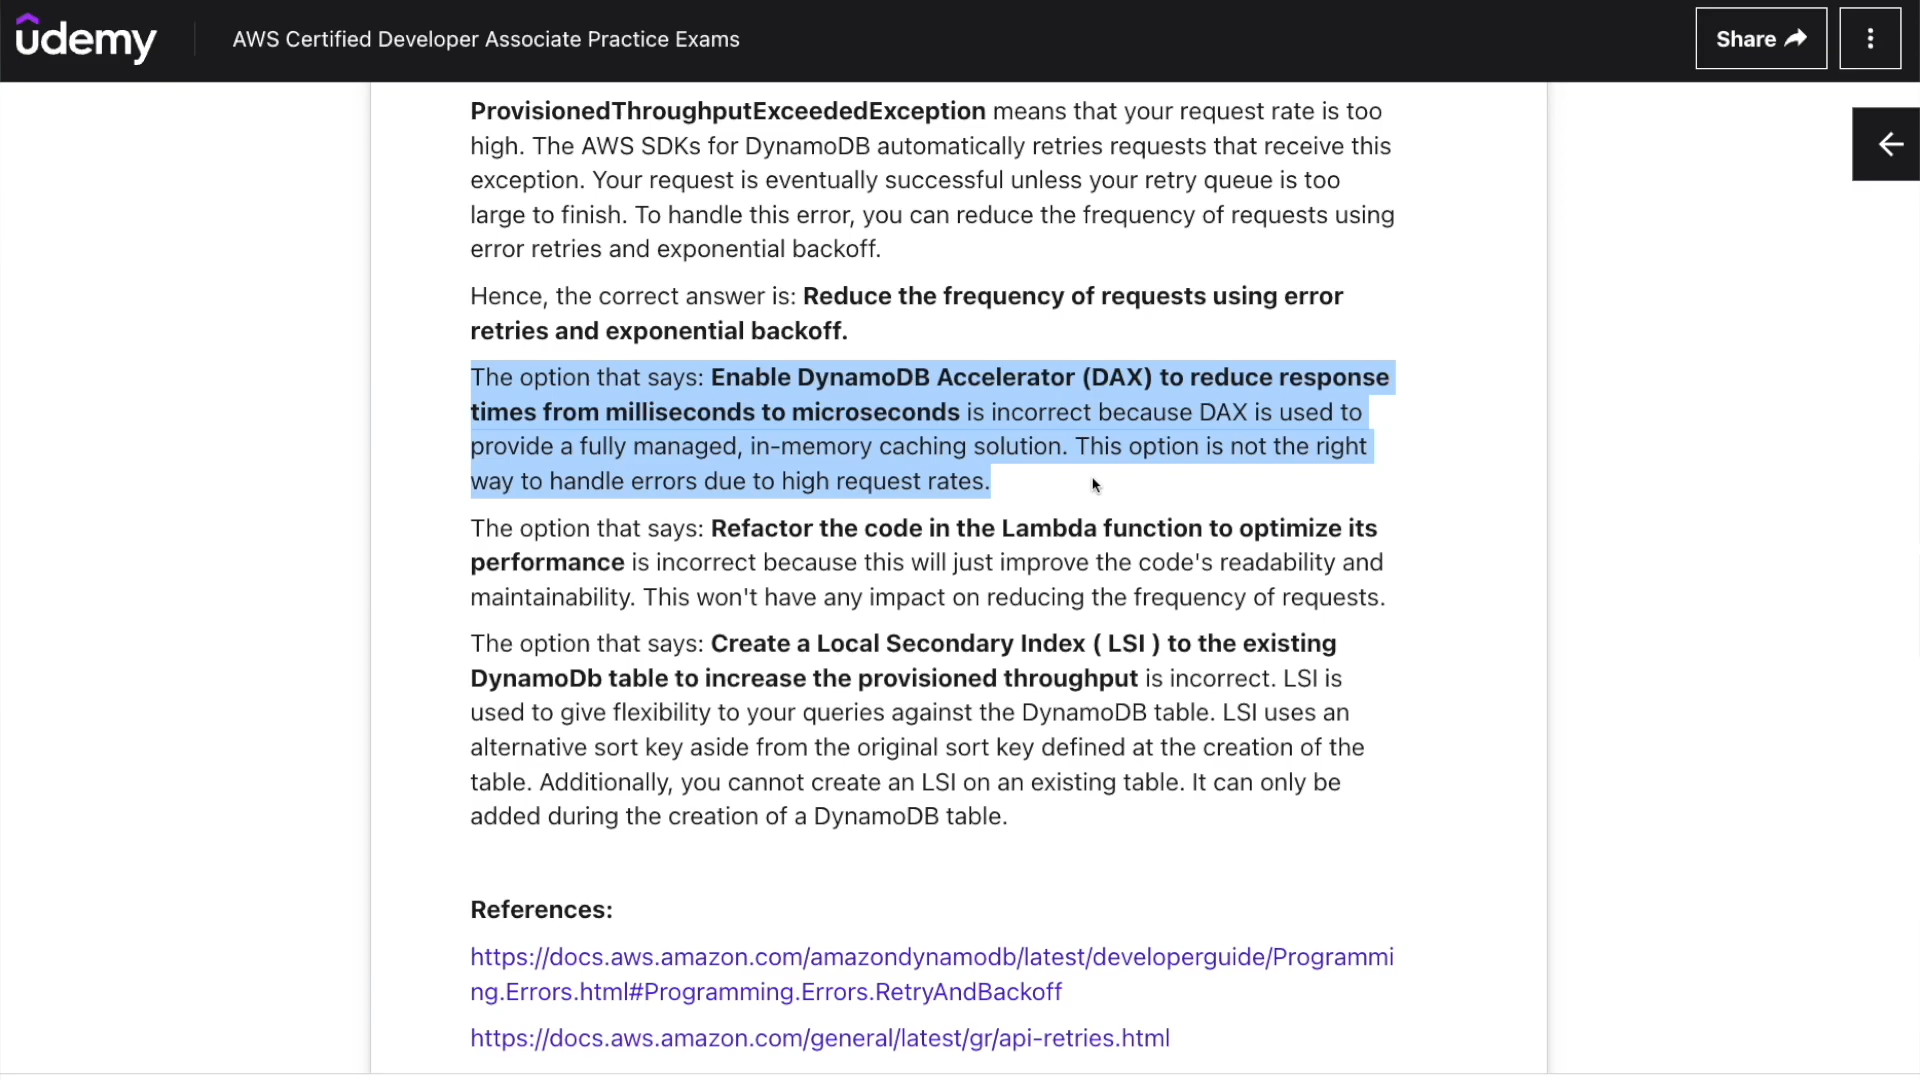 udemy
AWS Certified Developer Associate Practice Exams
Share
ProvisionedThroughputExceededException means that your request rate is too
high. The AWS SDKs for DynamoDB automatically retries requests that receive this
exception. Your request is eventually successful unless your retry queue is too
large to finish. To handle this error, you can reduce the frequency of requests using
error retries and exponential backoff.
Hence, the correct answer is: Reduce the frequency of requests using error
retries and exponential backoff.
The option that says: Enable DynamoDB Accelerator (DAX) to reduce response
times from milliseconds to microseconds is incorrect because DAX is used to
provide a fully managed, in-memory caching solution. This option is not the right
way to handle errors due to high request rates.
The option that says: Refactor the code in the Lambda function to optimize its
performance is incorrect because this will just improve the code's readability and
maintainability. This won't have any impact on reducing the frequency of requests.
The option that says: Create a Local Secondary Index ( LSI ) to the existing
DynamoDb table to increase the provisioned throughput is incorrect. LSI is
used to give flexibility to your queries against the DynamoDB table. LSI uses an
alternative sort key aside from the original sort key defined at the creation of the
table. Additionally, you cannot create an LSI on an existing table. It can only be
added during the creation of a DynamoDB table.
References:
https://docs.aws.amazon.com/amazondynamodb/latest/developerguide/Programmi
ng.Errors.html#Programming.Errors.RetryAndBackoff
https://docs.aws.amazon.com/general/latest/gr/api-retries.html